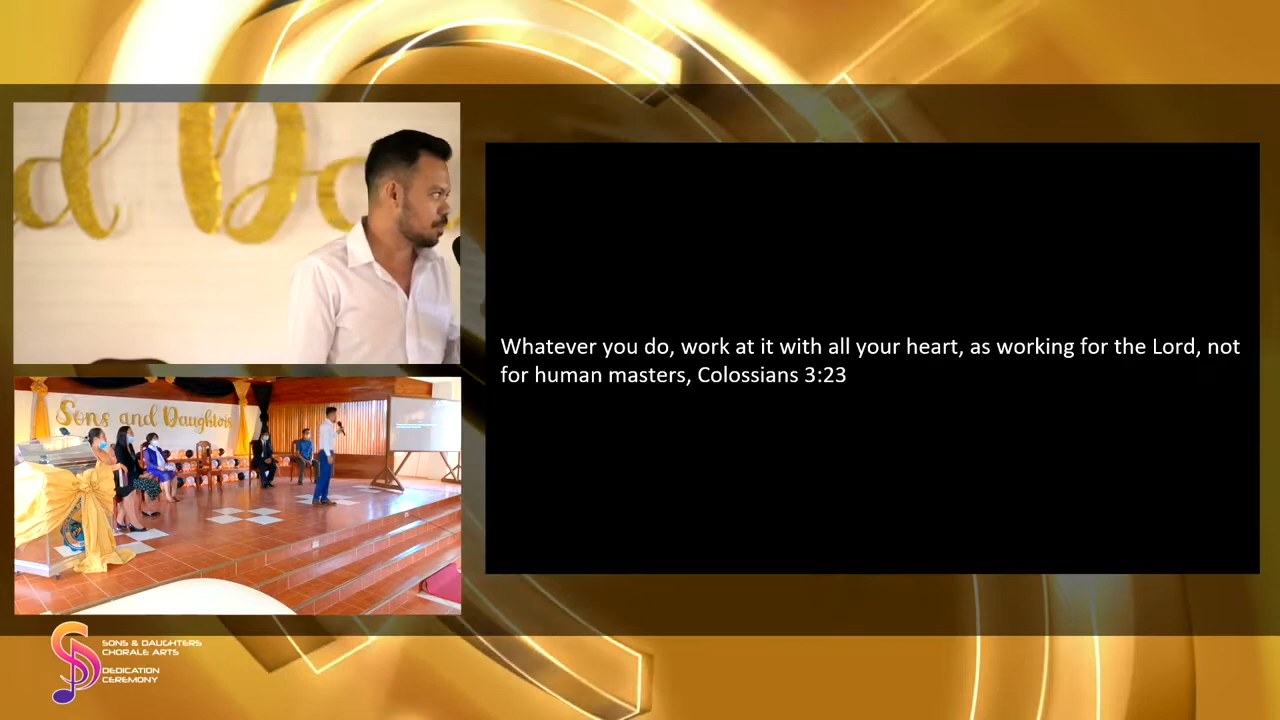 d D
Sons and Daughters
Whatever you do, work at it with all your heart, as working for the Lord, not
for human masters, Colossians 3:23
SONS & DAUGHTERS
CHORALE ARTS
DEDICATION
CEREMONY